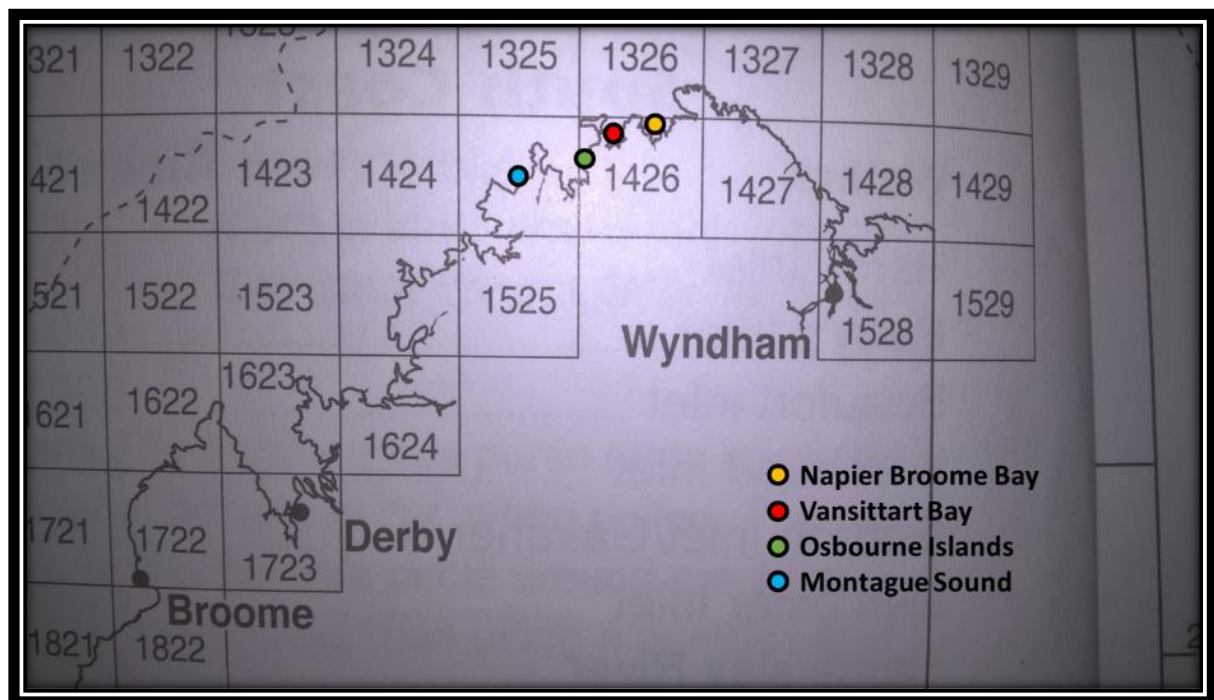 1324 1325 1326 1327 1328 1329
321 1322
1423 1424 1426 1427 1428 1429
421 1422
1521 1522 1523 1525 1528 1529
Wyndham
1621 1622 1623 1624
Napier Broome Bay
Vansittart Bay
Osbourne Islands
Montague Sound
1721 1722 1723
Derby
Broome
1821 1822